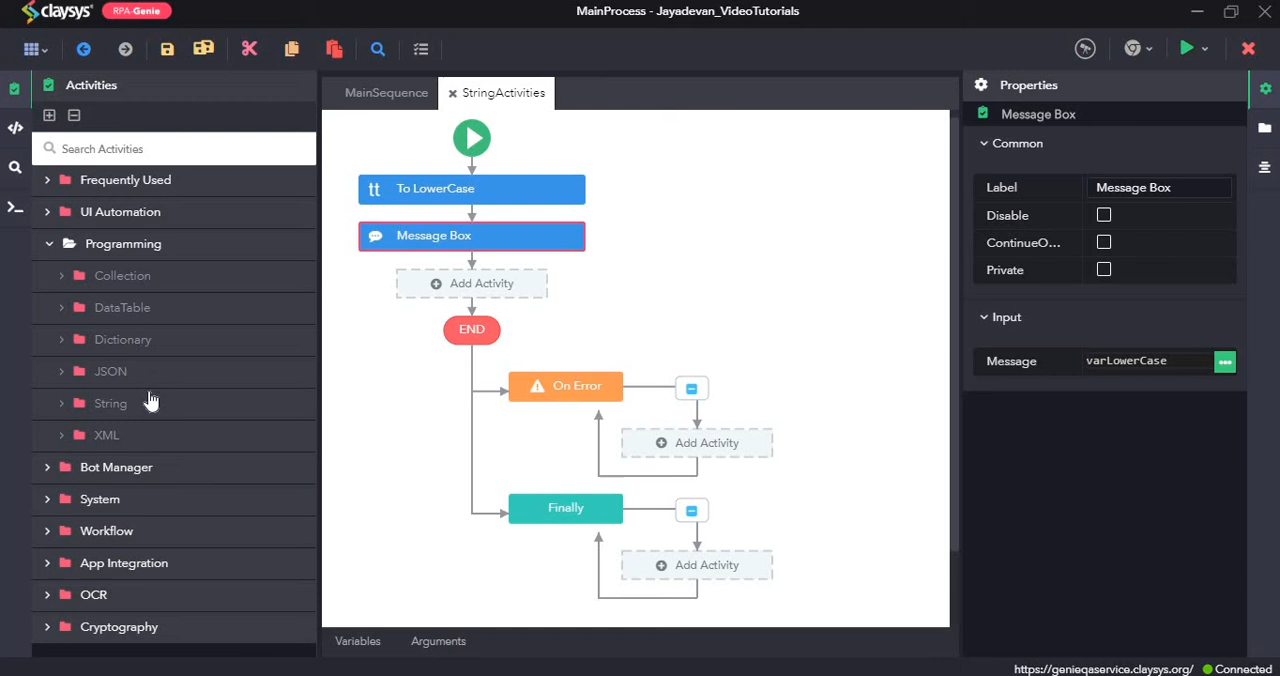 claysys RPA-Genie
MainProcess - Jayadevan_VideoTutorials
Activities
Search Activities
Frequently Used
UI Automation
Programming
Collection
DataTable
Dictionary
JSON
String
XML
Bot Manager
System
Workflow
App Integration
OCR
Cryptography
MainSequence
StringActivities
tt To LowerCase
Message Box
Add Activity
END
On Error
Add Activity
Finally
Add Activity
Variables Arguments
Properties
Message Box
Common
Label Message Box
Disable
ContinueO...
Private
Input
Message varLowerCase
https://genieqaservice.claysys.org/ Connected